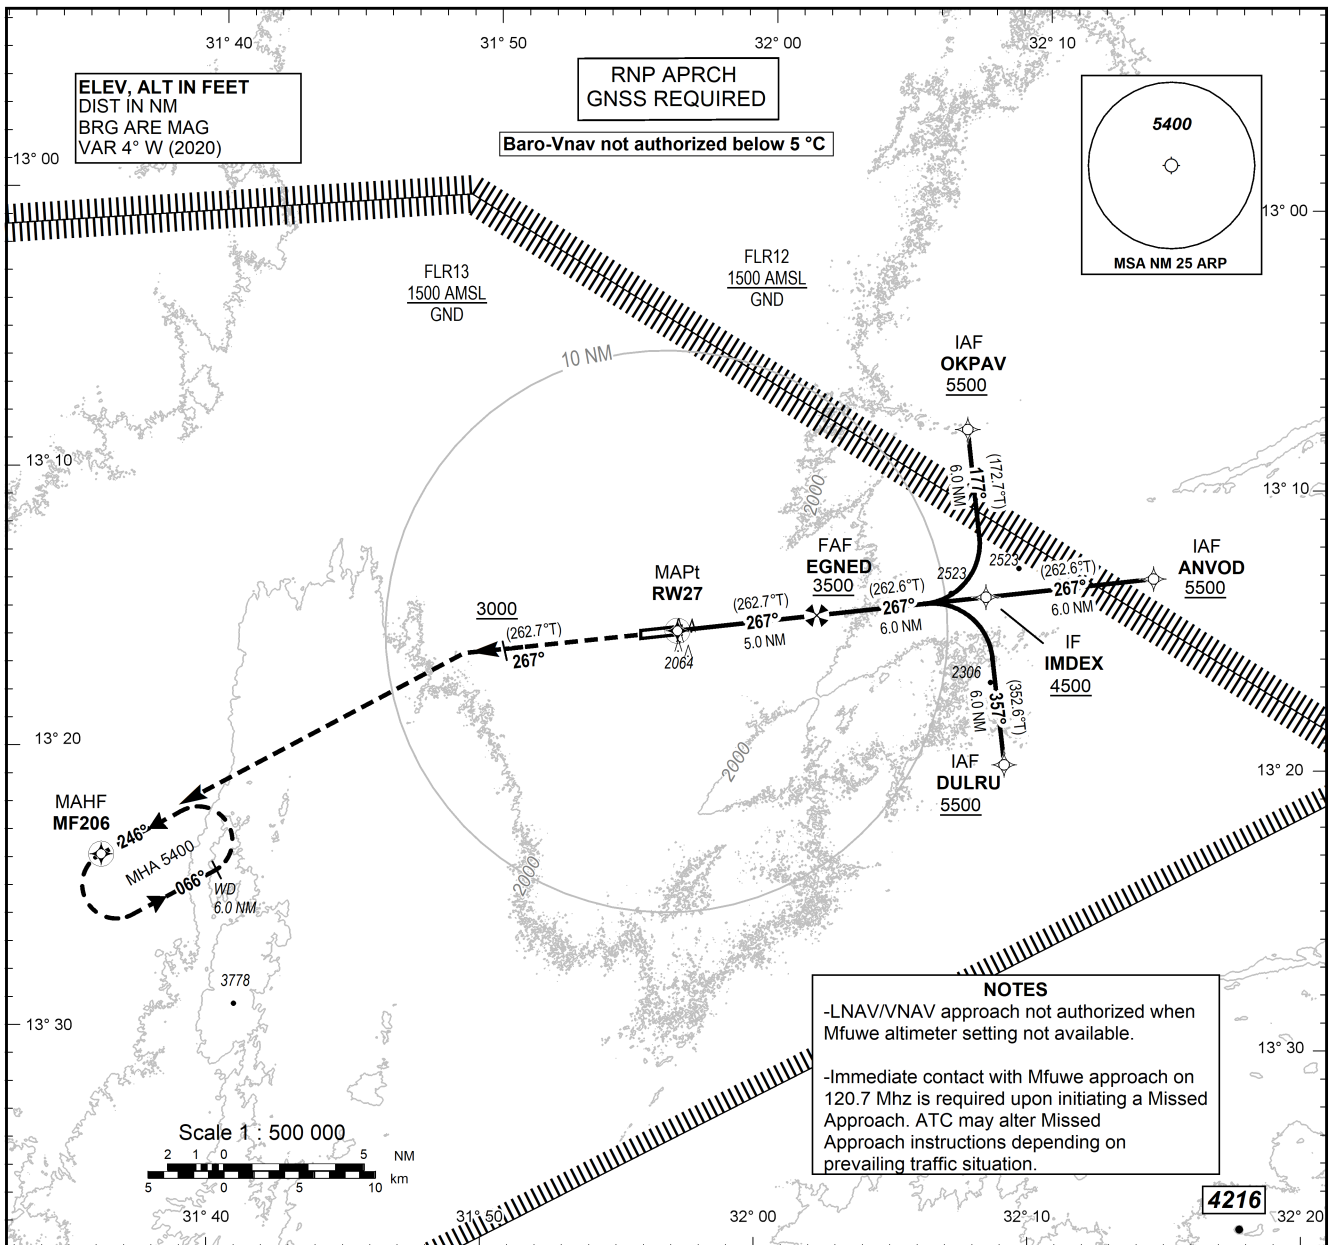 31° 40
31° 50
32° 00
32° 10
ELEV, ALT IN FEET
DIST IN NM
BRG ARE MAG
VAR 4° W (2020)
RNP APRCH
GNSS REQUIRED
Baro-Vnav not authorized below 5 °C
5400
MSA NM 25 ARP
13° 00
13° 00
FLR13
1500 AMSL
GND
FLR12
1500 AMSL
GND
10 NM
IAF
OKPAV
5500
13° 10
13° 10
177°
(172.7°T)
6.0 NM
2000
FAF
EGNED
3500
MAPt
RW27
2523
2523
IAF
ANVOD
5500
(262.6°T)
267°
6.0 NM
(262.6°T)
267°
6.0 NM
(262.7°T)
267°
5.0 NM
3000
(262.7°T)
267°
2064
IF
IMDEX
4500
2306
357°
(352.6°T)
6.0 NM
IAF
DULRU
5500
13° 20
13° 20
2000
2000
MAHF
MF206
246°
MHA 5400
066°
WD
6.0 NM
3778
13° 30
13° 30
NOTES
-LNAV/VNAV approach not authorized when
Mfuwe altimeter setting not available.
-Immediate contact with Mfuwe approach on
120.7 Mhz is required upon initiating a Missed
Approach. ATC may alter Missed
Approach instructions depending on
prevailing traffic situation.
Scale 1 : 500 000
2 1 0 5 NM
5 0 5 10 km
4216
31° 40
31° 50
32° 00
32° 10
32° 20